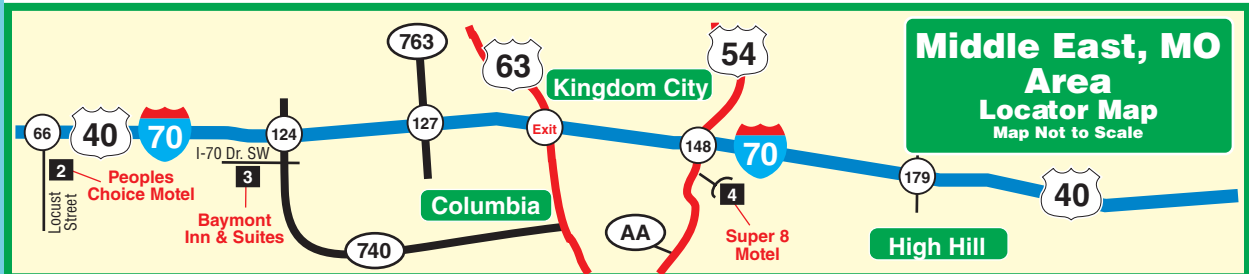 763
63
54
Middle East, MO
Area
Locator Map
Map Not to Scale
Kingdom City
66
40
70
124
127
Exit
148
70
179
40
I-70 Dr. SW
2
Peoples
Choice Motel
Locust
Street
3
Baymont
Inn & Suites
Columbia
4
Super 8
Motel
740
AA
High Hill